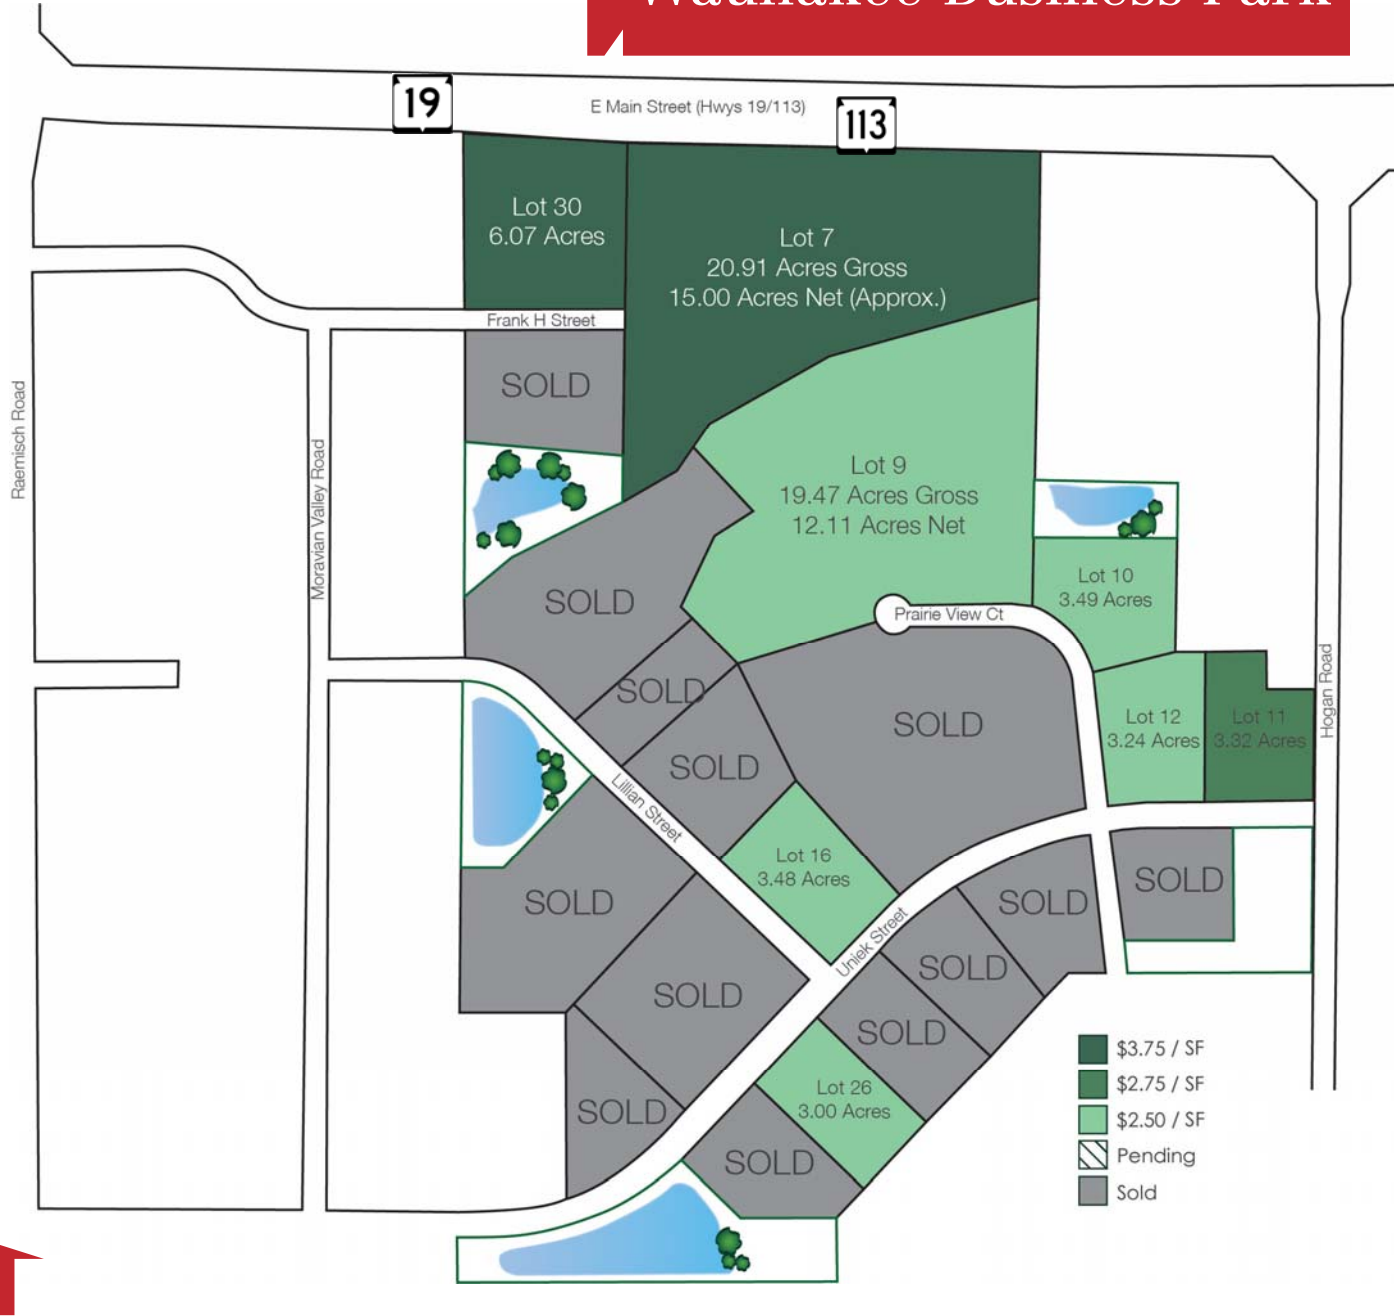 Waunakee Business Park
19
E Main Street (Hwys 19/113)
113
Lot 30
6.07 Acres
Lot 7
20.91 Acres Gross
15.00 Acres Net (Approx.)
Frank H Street
SOLD
Raemisch Road
Moravian Valley Road
Lot 9
19.47 Acres Gross
12.11 Acres Net
Lot 10
3.49 Acres
SOLD
Prairie View Ct
SOLD
SOLD
Lot 12
3.24 Acres
Lot 11
3.32 Acres
Hogan Road
SOLD
Lillian Street
Lot 16
3.48 Acres
SOLD
SOLD
SOLD
Uniek Street
SOLD
SOLD
SOLD
Lot 26
3.00 Acres
SOLD
SOLD
$3.75 / SF
$2.75 / SF
$2.50 / SF
Pending
Sold